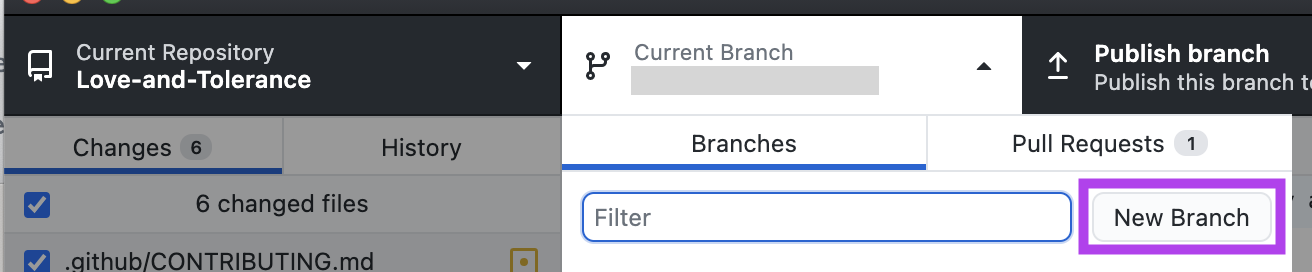 Current Repository
Love-and-Tolerance
Current Branch
Publish branch
Publish this branch
Changes 6
History
Branches
Pull Requests 1
6 changed files
Filter
New Branch
.github/CONTRIBUTING.md